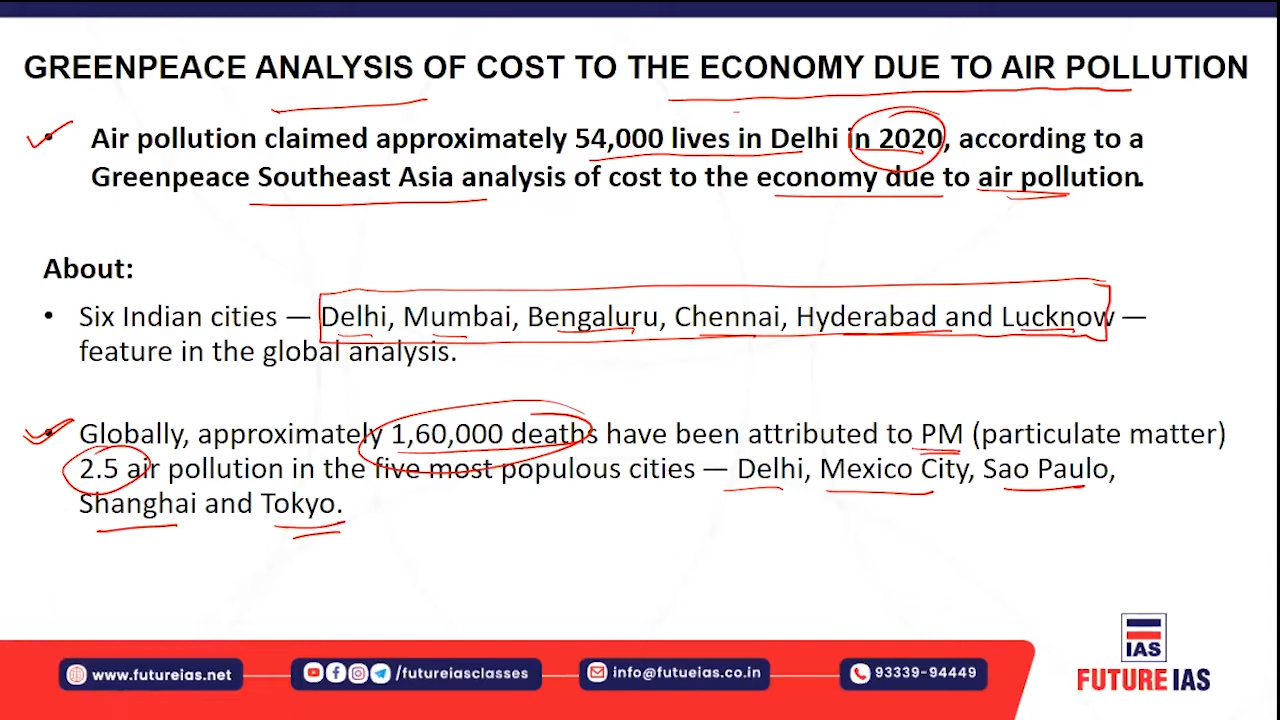 GREENPEACE ANALYSIS OF COST TO THE ECONOMY DUE TO AIR POLLUTION
• Air pollution claimed approximately 54,000 lives in Delhi in 2020, according to a
Greenpeace Southeast Asia analysis of cost to the economy due to air pollution.
About:
• Six Indian cities — Delhi, Mumbai, Bengaluru, Chennai, Hyderabad and Lucknow —
feature in the global analysis.
• Globally, approximately 1,60,000 deaths have been attributed to PM (particulate matter)
2.5 air pollution in the five most populous cities — Delhi, Mexico City, Sao Paulo,
Shanghai and Tokyo.
www.futureias.net
/futureiasclasses
info@futueias.co.in
93339-94449
IAS
FUTURE IAS